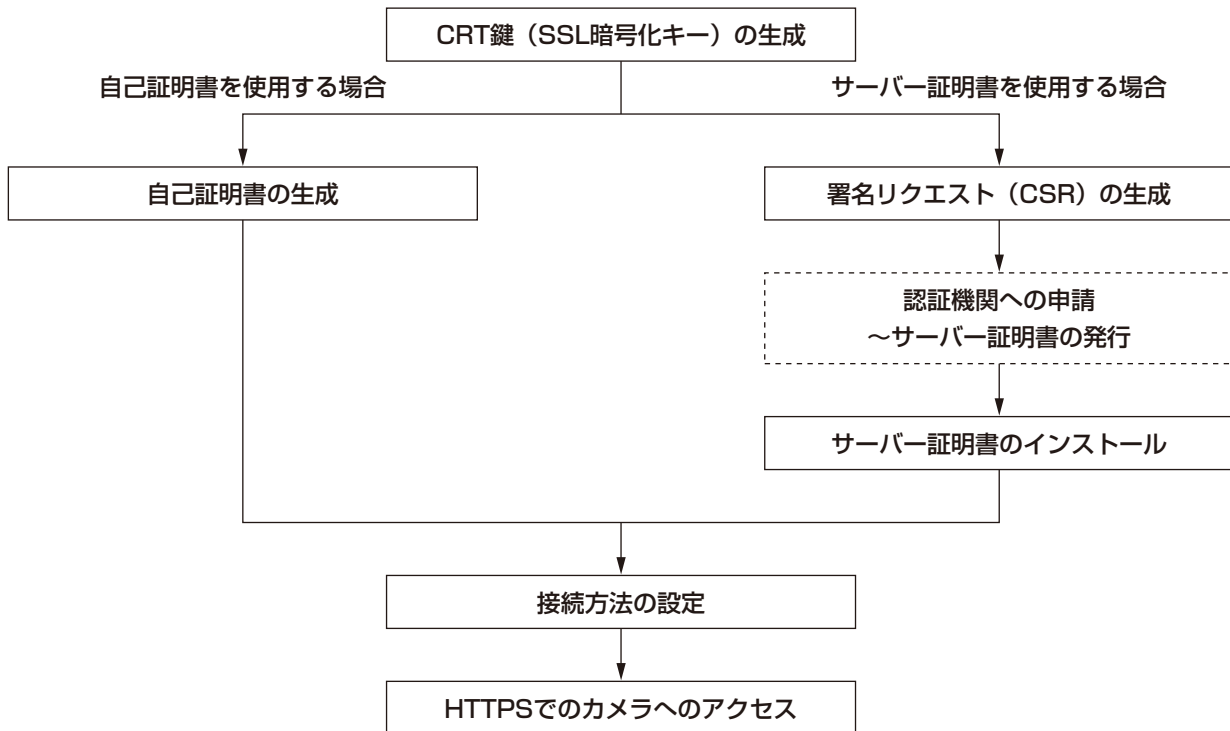 CRT鍵（SSL暗号化キー）の生成
自己証明書を使用する場合
サーバー証明書を使用する場合
自己証明書の生成
署名リクエスト（CSR）の生成
認証機関への申請
～サーバー証明書の発行
サーバー証明書のインストール
接続方法の設定
HTTPSでのカメラへのアクセス